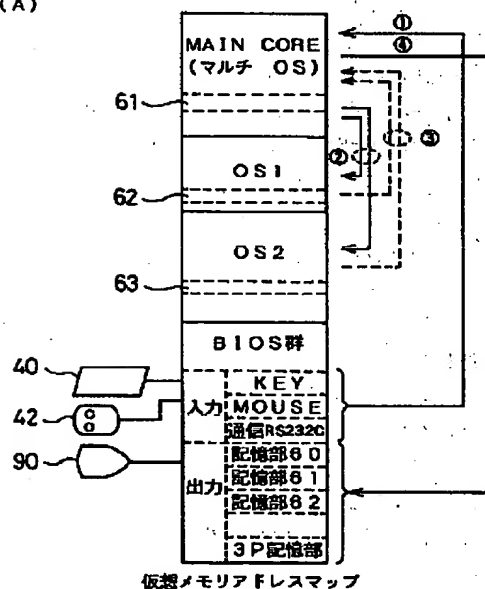 (A)
MAIN CORE
(マルチ OS)
①
④
61
②
③
OS1
62
OS2
63
BIOS群
40
KEY
入力
MOUSE
42
通信RS232C
90
記憶部60
出力
記憶部61
記憶部62
3P記憶部
仮想メモリアドレスマップ